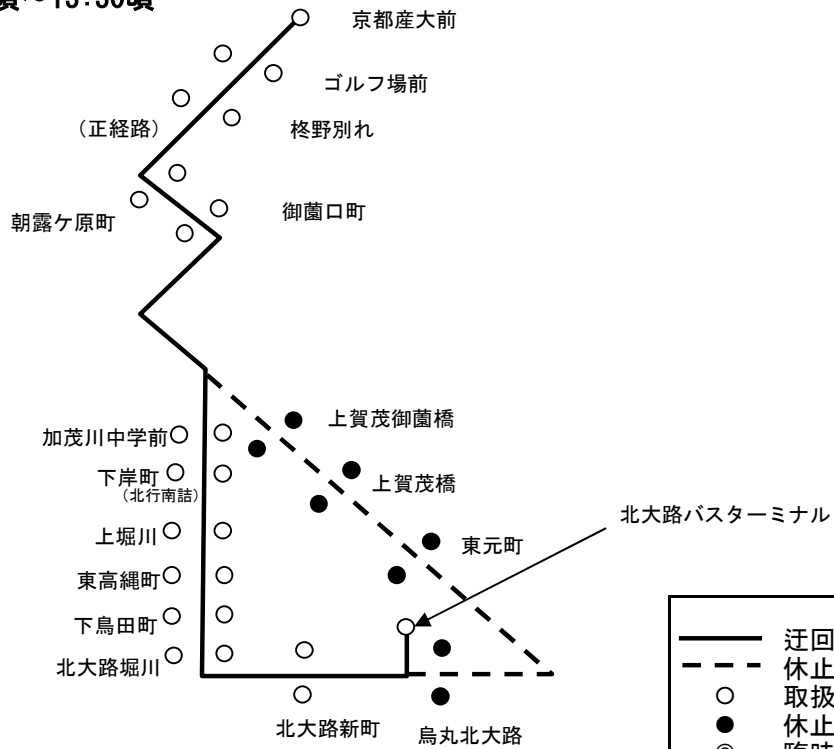 頃~15:30頃
京都産大前
ゴルフ場前
(正経路)
柊野別れ
朝露ケ原町
御薗口町
上賀茂御薗橋
加茂川中学前
下岸町
(北行南詰)
上賀茂橋
北大路バスターミナル
上堀川
東元町
東高縄町
下鳥田町
北大路堀川
北大路新町
烏丸北大路
迂回
休止
取扱
休止